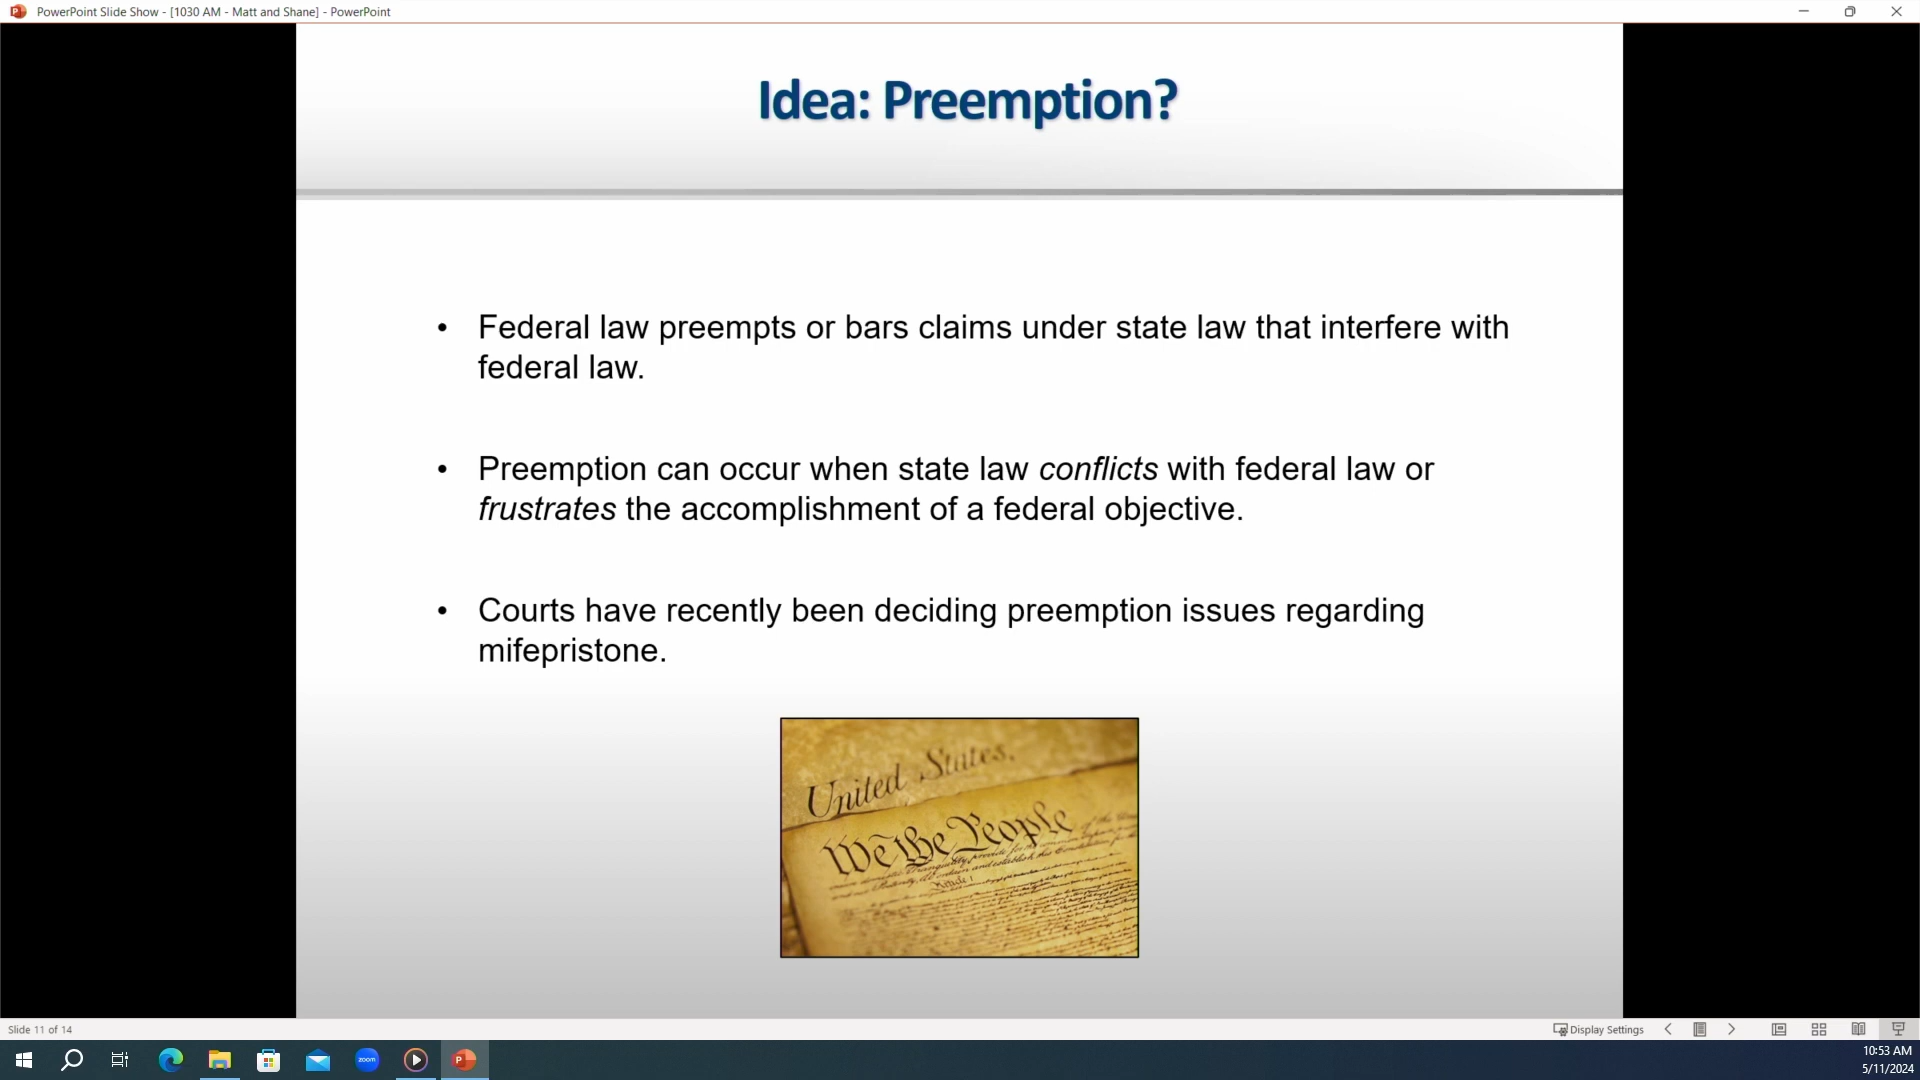 PowerPoint Slide Show - [1030 AM - Matt and Shane] - PowerPoint
Idea: Preemption?
• Federal law preempts or bars claims under state law that interfere with
federal law.
• Preemption can occur when state law conflicts with federal law or
frustrates the accomplishment of a federal objective.
• Courts have recently been deciding preemption issues regarding
mifepristone.
United States.
We the People
Article I
Slide 11 of 14
Display Settings
zoom
10:53 AM
5/11/2024